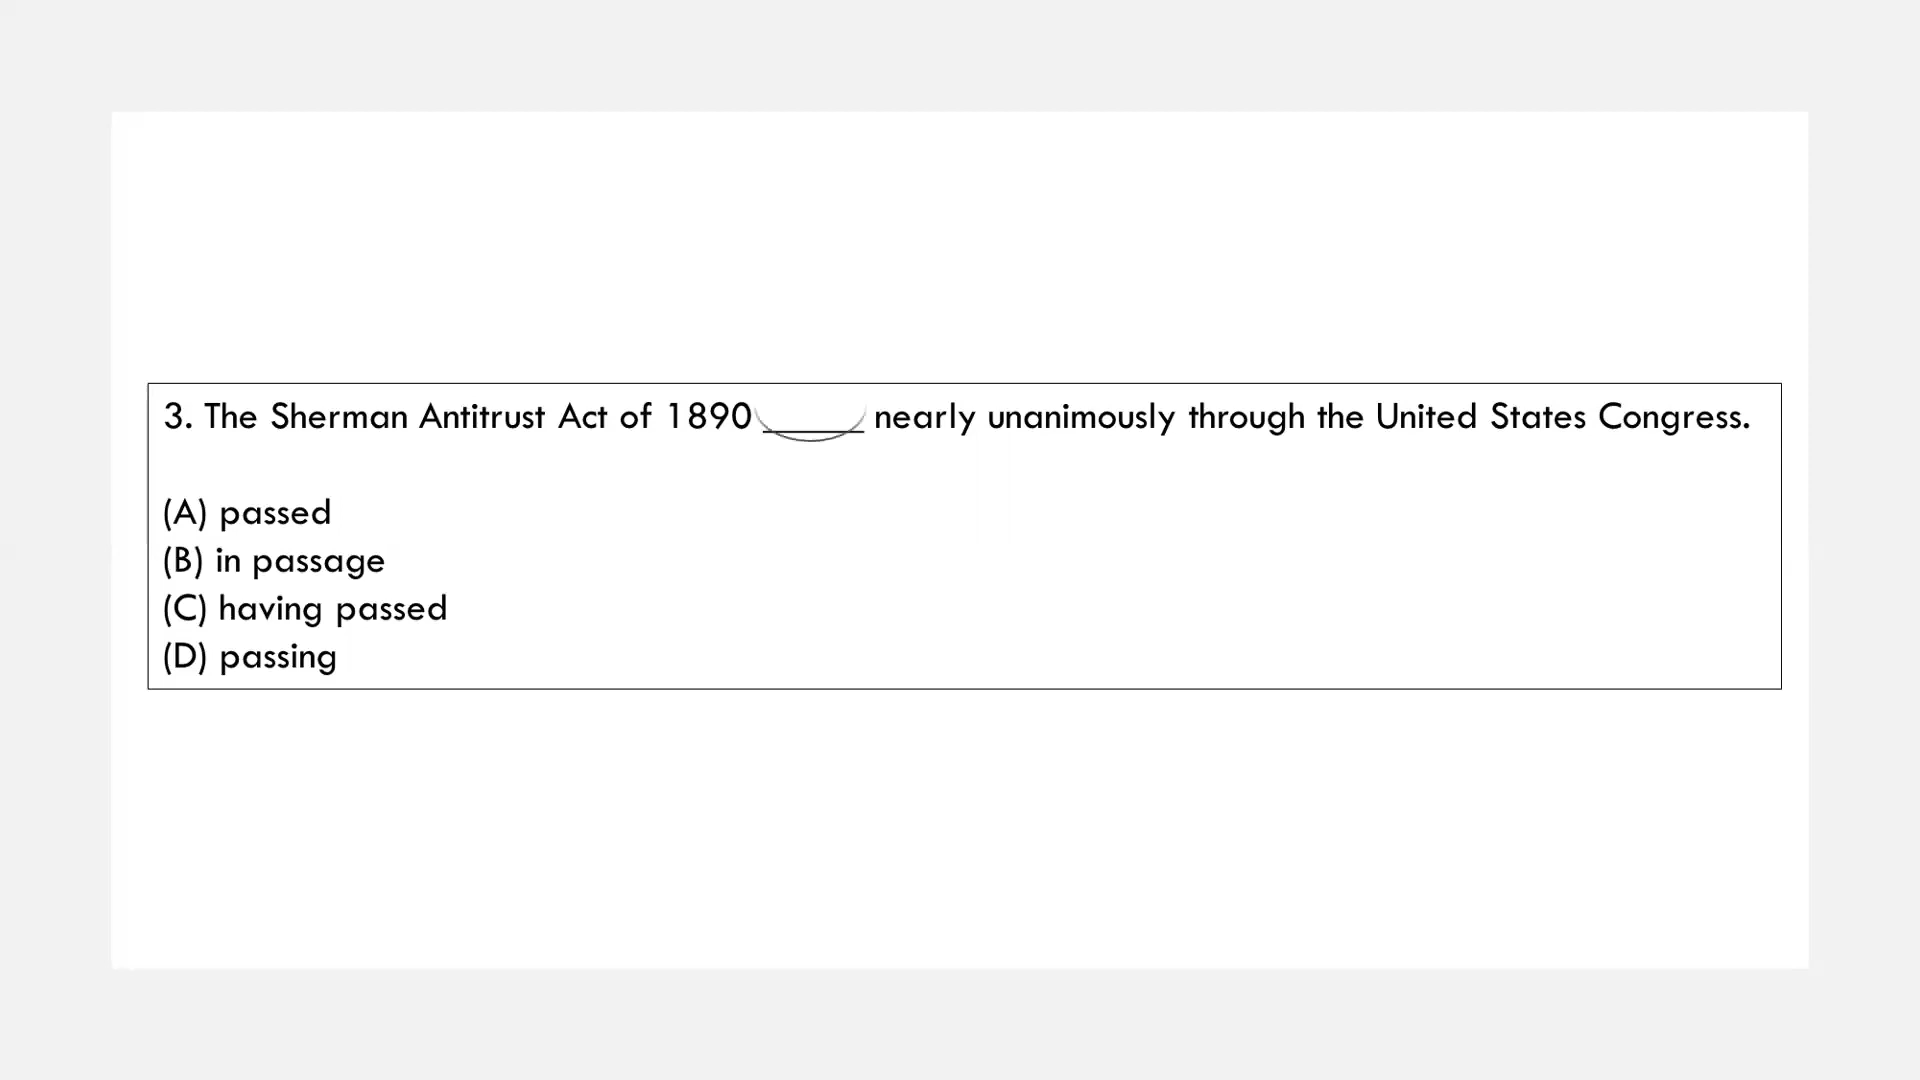 3. The Sherman Antitrust Act of 1890 _____ nearly unanimously through the United States Congress.
(A) passed
(B) in passage
(C) having passed
(D) passing